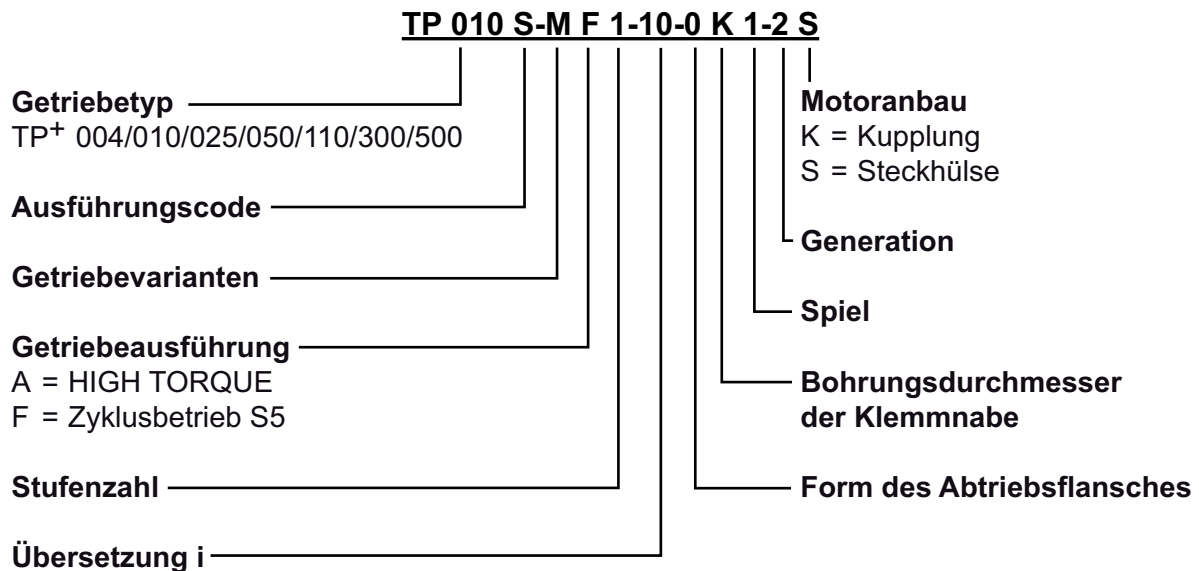 TP 010 S-M F 1-10-0 K 1-2 S
Getriebetyp
TP+ 004/010/025/050/110/300/500
Ausführungscode
Getriebevarianten
Getriebeausführung
A = HIGH TORQUE
F = Zyklusbetrieb S5
Stufenzahl
Übersetzung i
Motoranbau
K = Kupplung
S = Steckhülse
Generation
Spiel
Bohrungsdurchmesser
der Klemmnabe
Form des Abtriebsflansches